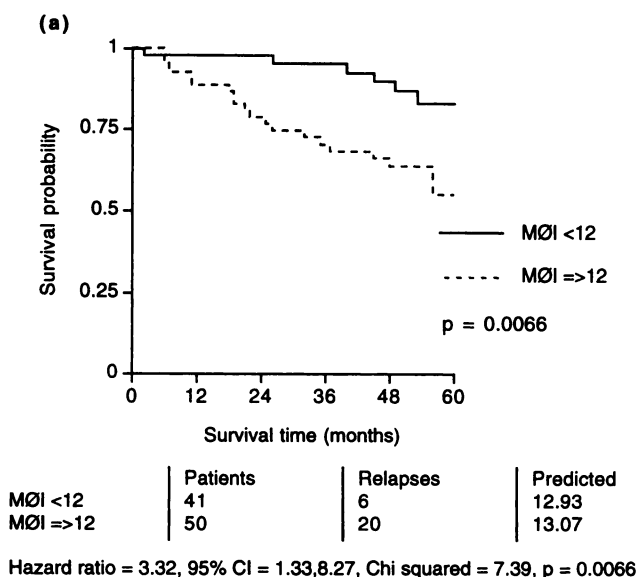 (a)
1
0.75
0.5
0.25
0
Survival probability
MØI <12
MØI =>12
p = 0.0066
0 12 24 36 48 60
Survival time (months)
Patients Relapses Predicted
MØI <12 41 6 12.93
MØI =>12 50 20 13.07
Hazard ratio = 3.32, 95% CI = 1.33,8.27, Chi squared = 7.39, p = 0.0066